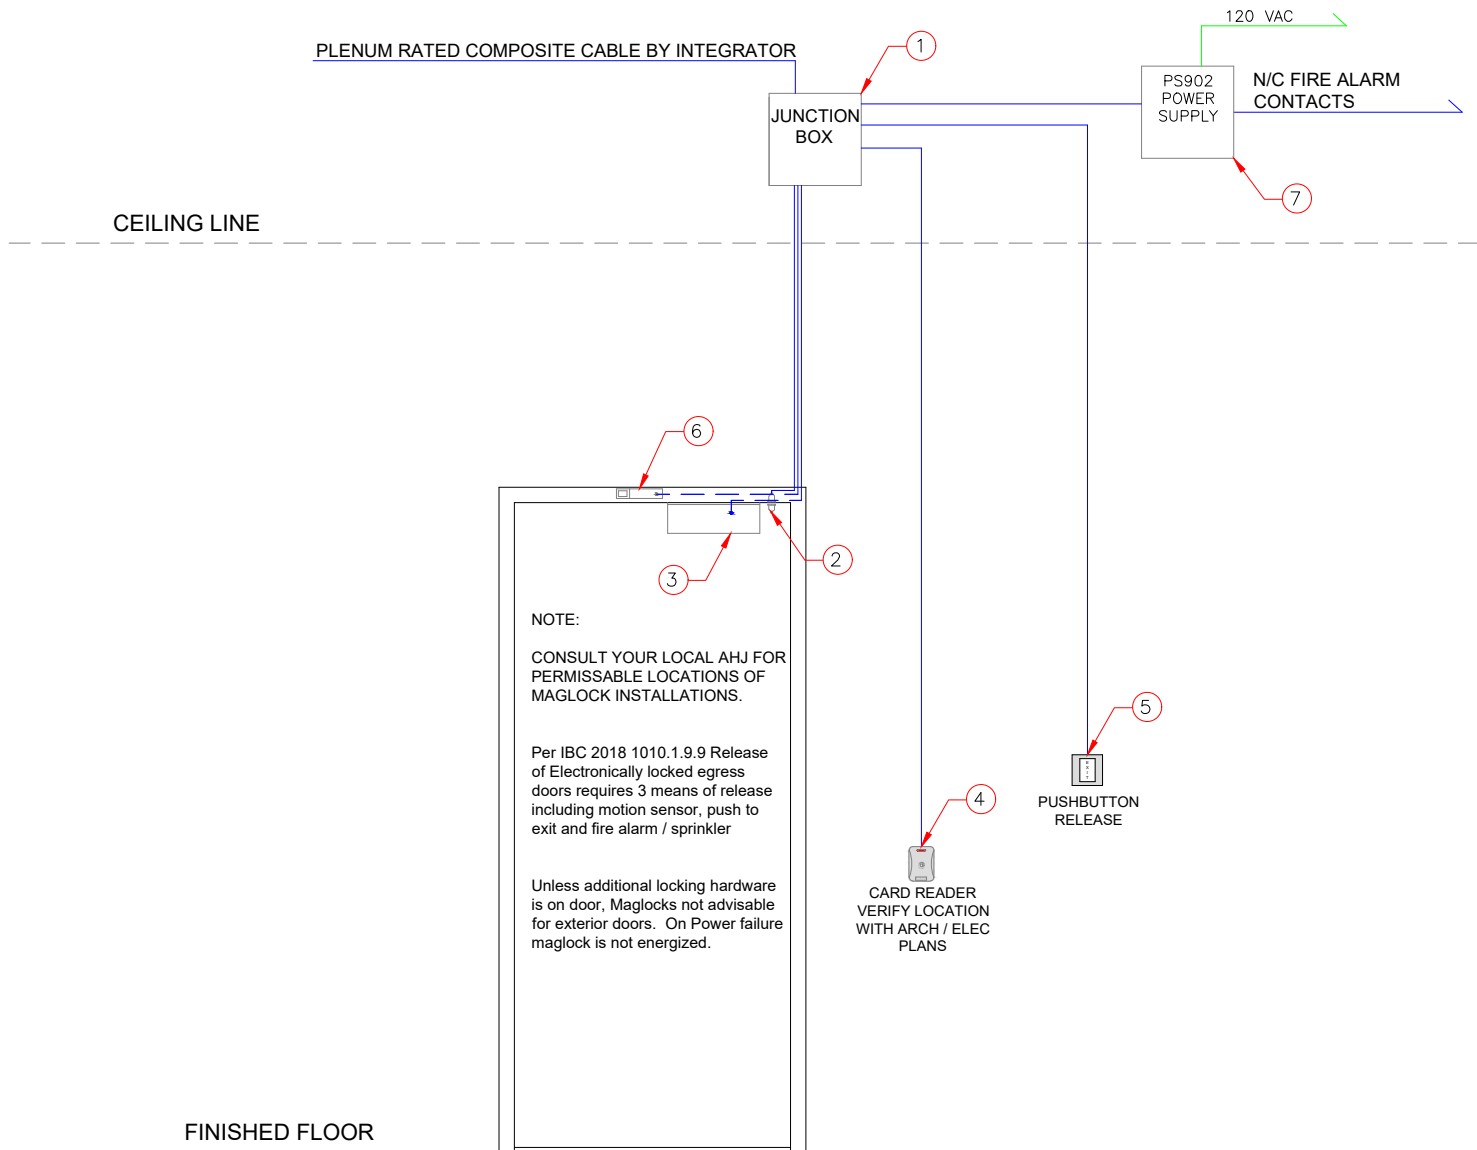 120 VAC
PLENUM RATED COMPOSITE CABLE BY INTEGRATOR
1
JUNCTION
BOX
PS902
POWER
SUPPLY
N/C FIRE ALARM
CONTACTS
7
CEILING LINE
6
2
3
NOTE:
CONSULT YOUR LOCAL AHJ FOR
PERMISSABLE LOCATIONS OF
MAGLOCK INSTALLATIONS.
Per IBC 2018 1010.1.9.9 Release
of Electronically locked egress
doors requires 3 means of release
including motion sensor, push to
exit and fire alarm / sprinkler
Unless additional locking hardware
is on door, Maglocks not advisable
for exterior doors.  On Power failure
maglock is not energized.
5
EXIT
PUSHBUTTON
RELEASE
4
CARD READER
VERIFY LOCATION
WITH ARCH / ELEC
PLANS
FINISHED FLOOR